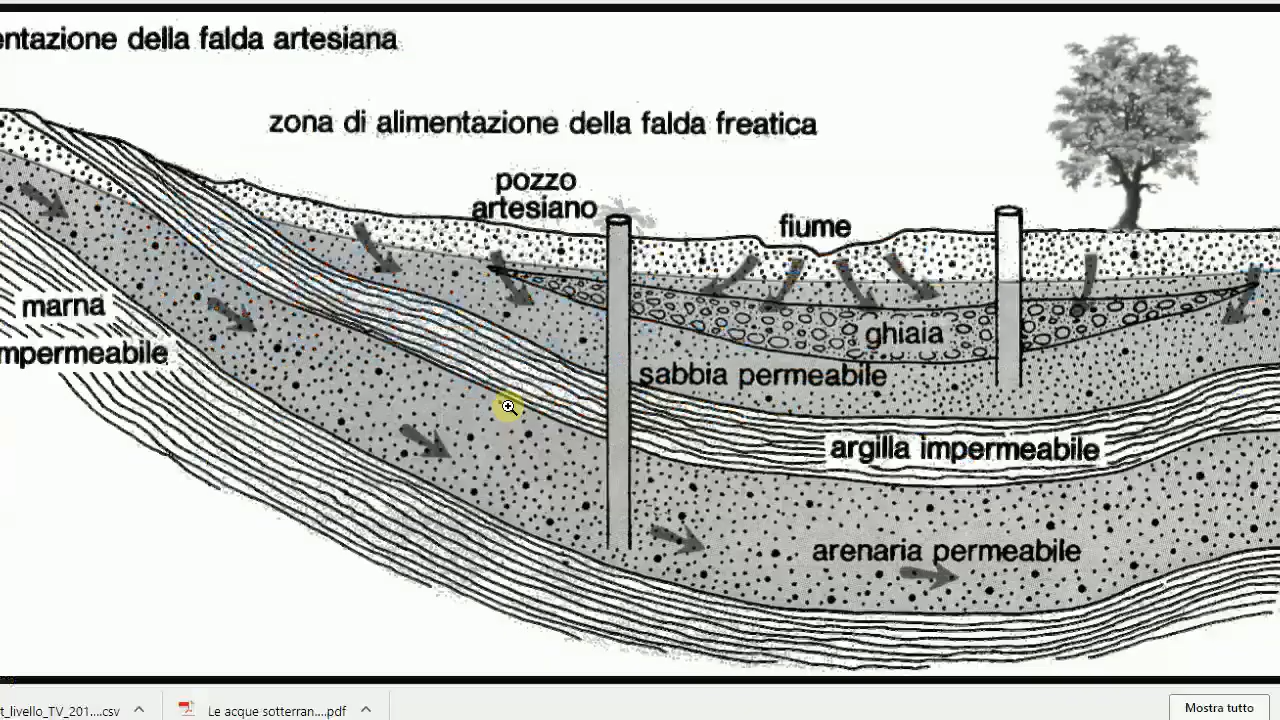 entazione della falda artesiana
zona di alimentazione della falda freatica
pozzo
artesiano
fiume
marna
mpermeabile
ghiaia
sabbia permeabile
argilla impermeabile
arenaria permeabile
t_livello_TV_201....csv
Le acque sotterran....pdf
Mostra tutto